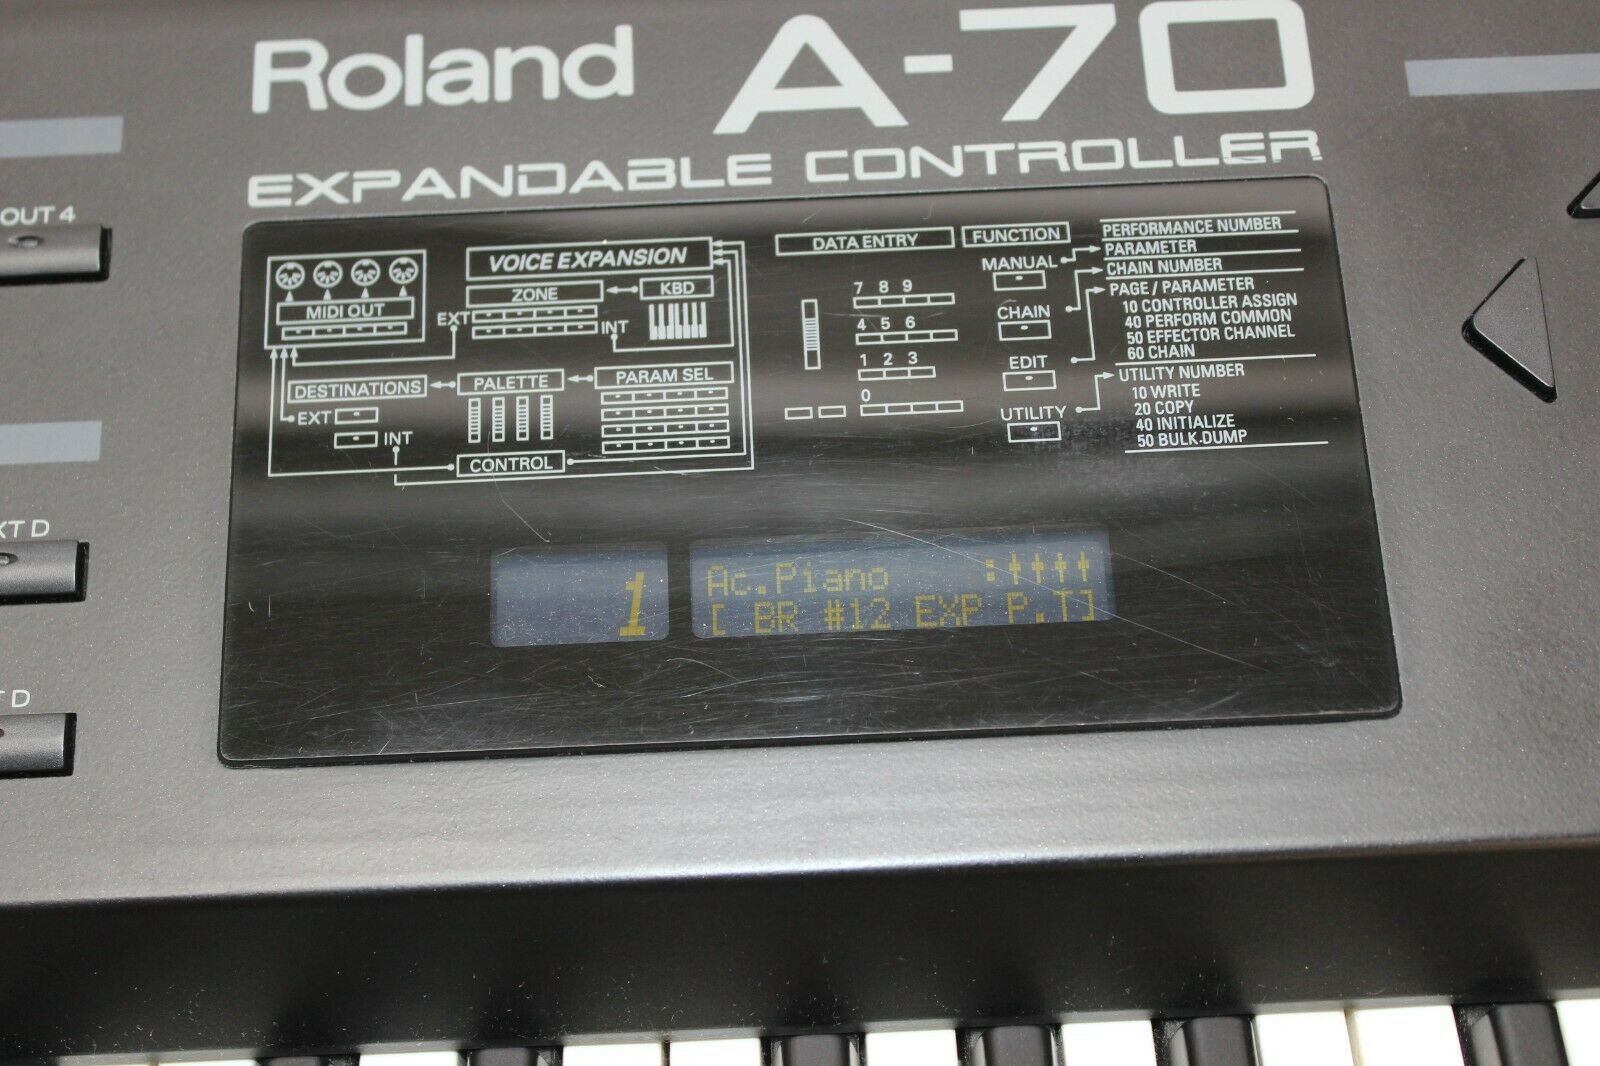 Roland A-70
EXPANDABLE CONTROLLER
OUT 4
XT D
T D
MIDI OUT
VOICE EXPANSION
ZONE
KBD
EXT
INT
DESTINATIONS
PALETTE
PARAM SEL
EXT
INT
CONTROL
DATA ENTRY
7 8 9
4 5 6
1 2 3
0
FUNCTION
MANUAL
CHAIN
EDIT
UTILITY
PERFORMANCE NUMBER
PARAMETER
CHAIN NUMBER
PAGE / PARAMETER
10 CONTROLLER ASSIGN
40 PERFORM COMMON
50 EFFECTOR CHANNEL
60 CHAIN
UTILITY NUMBER
10 WRITE
20 COPY
40 INITIALIZE
50 BULK-DUMP
1
Ac.Piano :
[ BR #12 EXP P.T]